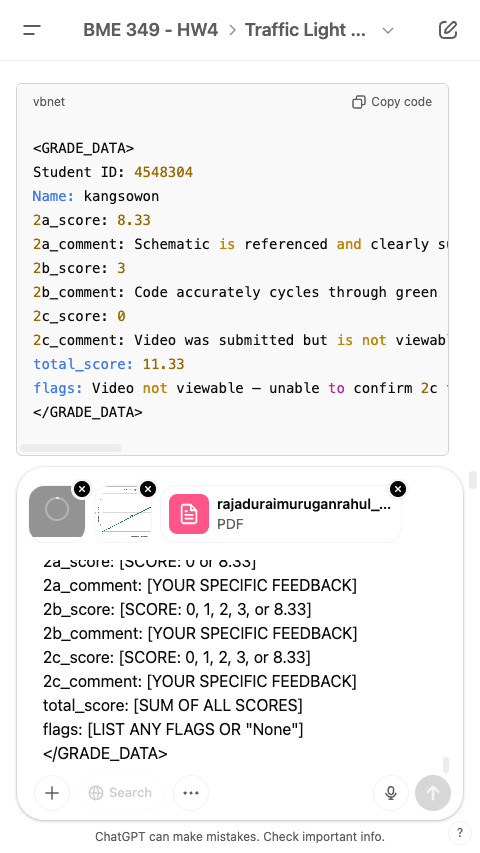 BME 349 - HW4 > Traffic Light ...
vbnet
Copy code
<GRADE_DATA>
Student ID: 4548304
Name: kangsowon
2a_score: 8.33
2a_comment: Schematic is referenced and clearly
2b_score: 3
2b_comment: Code accurately cycles through green
2c_score: 0
2c_comment: Video was submitted but is not
total_score: 11.33
flags: Video not viewable – unable to confirm 2c
</GRADE_DATA>
rajaduraimuruganrahul_...
PDF
2a_score: [SCORE: 0 or 8.33]
2a_comment: [YOUR SPECIFIC FEEDBACK]
2b_score: [SCORE: 0, 1, 2, 3, or 8.33]
2b_comment: [YOUR SPECIFIC FEEDBACK]
2c_score: [SCORE: 0, 1, 2, 3, or 8.33]
2c_comment: [YOUR SPECIFIC FEEDBACK]
total_score: [SUM OF ALL SCORES]
flags: [LIST ANY FLAGS OR "None"]
</GRADE_DATA>
Search
ChatGPT can make mistakes. Check important info.
?